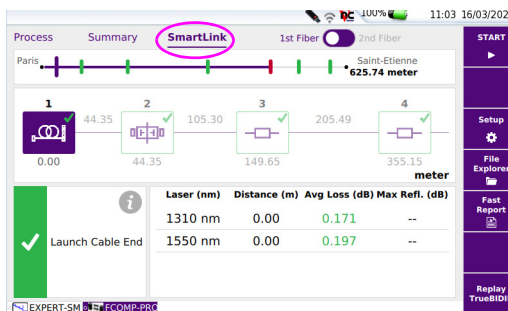 DC 100% 11:03 16/03/202
Process Summary SmartLink 1st Fiber 2nd Fiber START
Paris Saint-Etienne
625.74 meter
1 2 3 4
44.35 105.30 205.49
Setup
0.00 44.35 149.65 355.15
meter
File
Explorer
Laser (nm) Distance (m) Avg Loss (dB) Max Refl. (dB)
Fast
Report
1310 nm 0.00 0.171 --
Launch Cable End 1550 nm 0.00 0.197 --
Replay
EXPERT-SM FCOMP-PRO